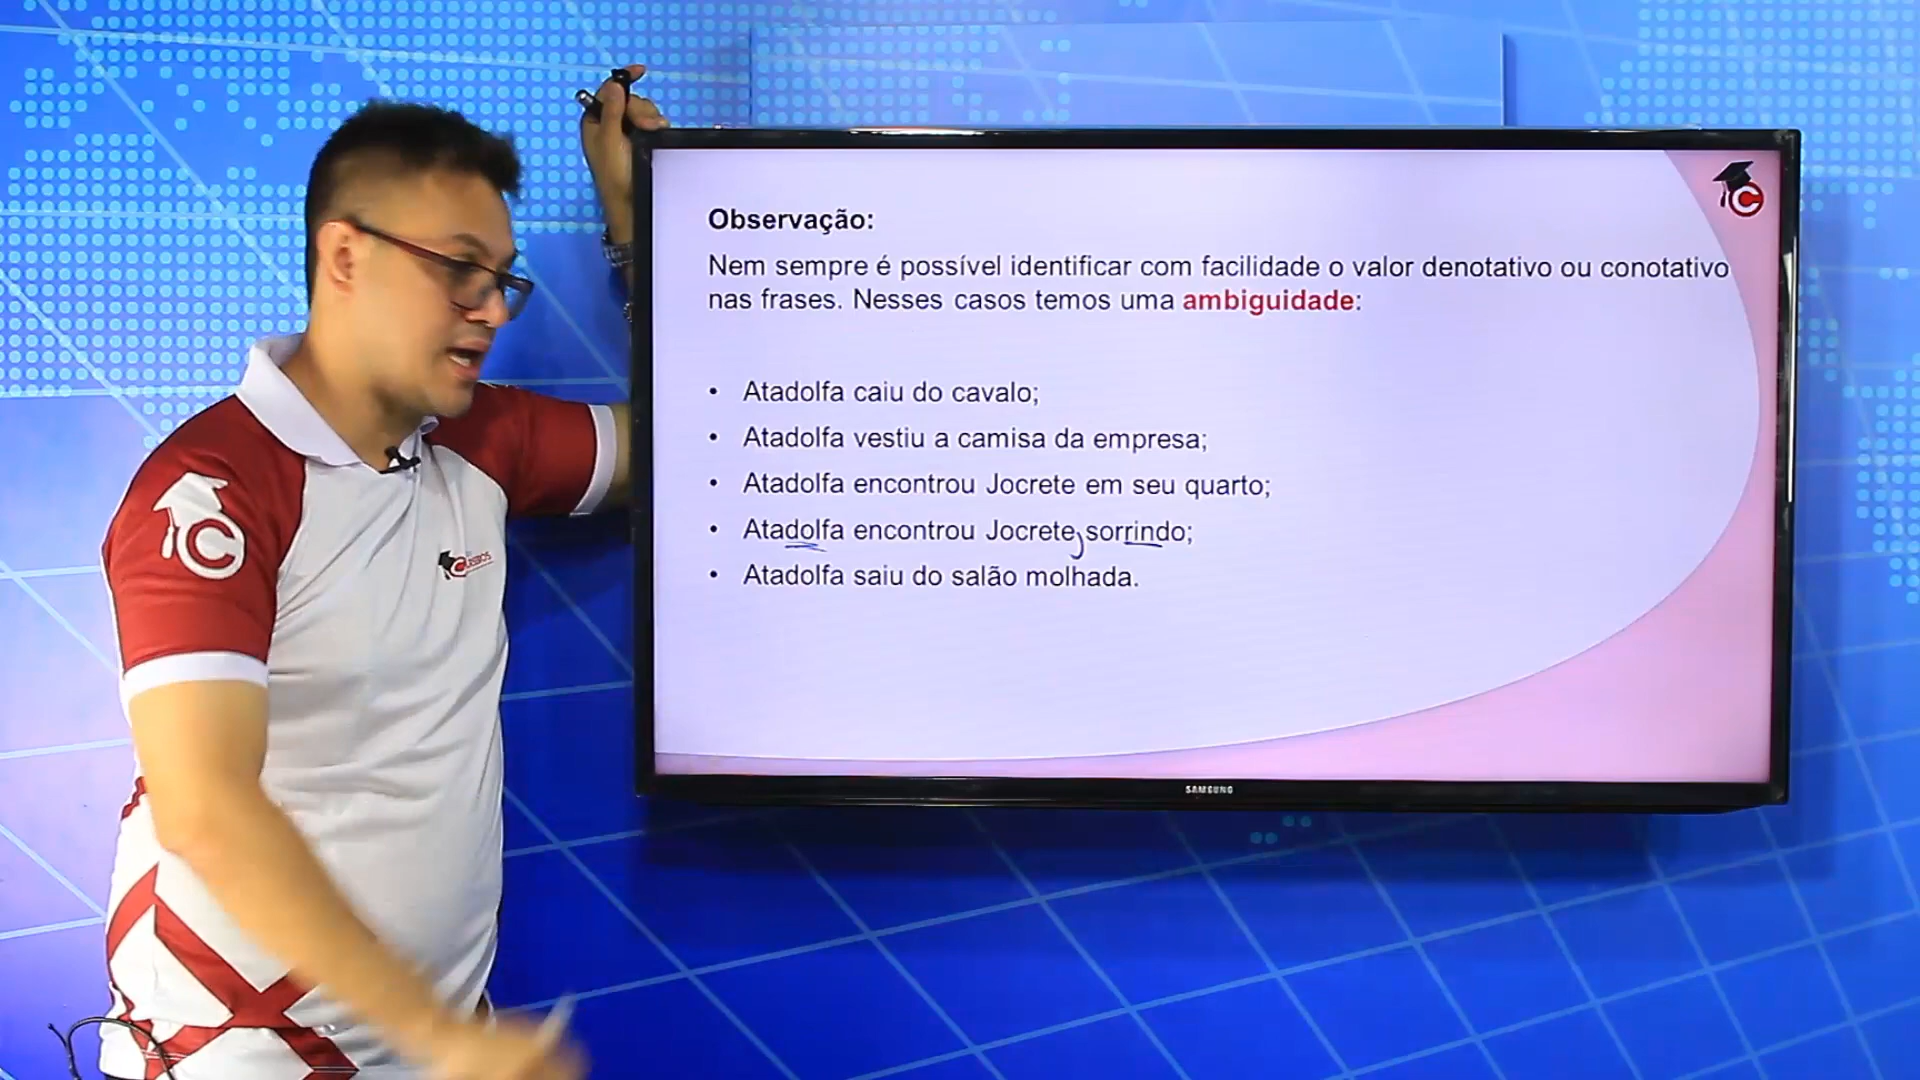 Observação:
Nem sempre é possível identificar com facilidade o valor denotativo ou conotativo
nas frases. Nesses casos temos uma ambiguidade:
• Atadolfa caiu do cavalo;
• Atadolfa vestiu a camisa da empresa;
• Atadolfa encontrou Jocrete em seu quarto;
• Atadolfa encontrou Jocrete, sorrindo;
• Atadolfa saiu do salão molhada.
SAMSUNG